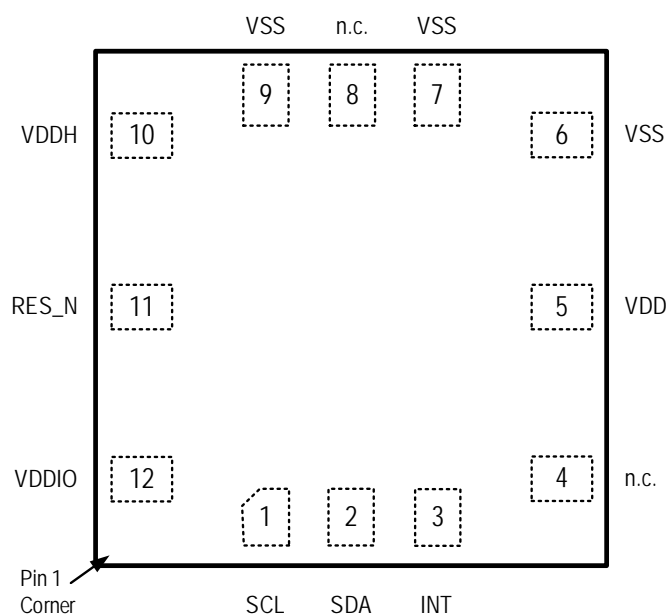 VSS n.c. VSS
9 8 7
VDDH 10 6 VSS
RES_N 11 5 VDD
VDDIO 12 4 n.c.
1 2 3
Pin 1
Corner
SCL SDA INT